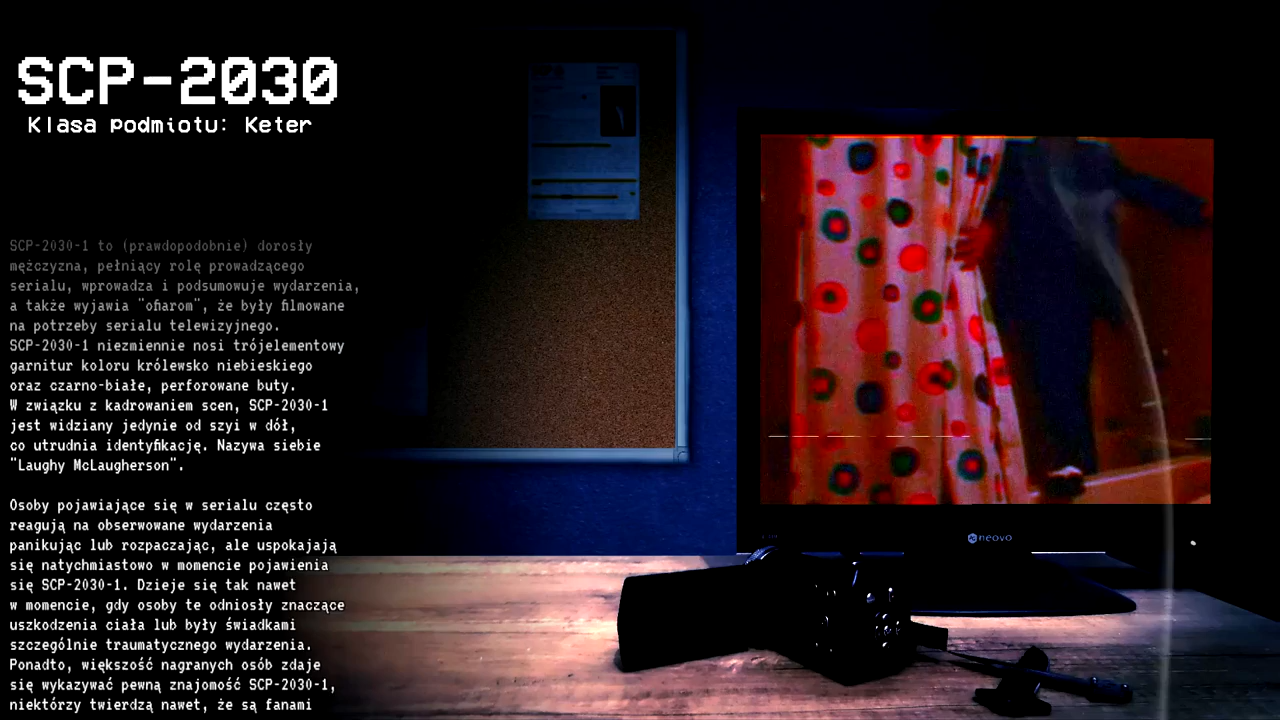 SCP-2030
Klasa podmiotu: Keter
SCP-2030-1 to (prawdopodobnie) dorosły
mężczyzna, pełniący rolę prowadzącego
serialu, wprowadza i podsumowuje wydarzenia,
a także wyjawia "ofiarom", że były filmowane
na potrzeby serialu telewizyjnego.
SCP-2030-1 niezmiennie nosi trójelementowy
garnitur koloru królewsko niebieskiego
oraz czarno-białe, perforowane buty.
W związku z kadrowaniem scen, SCP-2030-1
jest widziany jedynie od szyi w dół,
co utrudnia identyfikację. Nazywa siebie
"Laughy McLaugherson".
Osoby pojawiające się w serialu często
reagują na obserwowane wydarzenia
panikując lub rozpaczając, ale uspokajają
się natychmiastowo w momencie pojawienia
się SCP-2030-1. Dzieje się tak nawet
w momencie, gdy osoby te odniosły znaczące
uszkodzenia ciała lub były świadkami
szczególnie traumatycznego wydarzenia.
Ponadto, większość nagranych osób zdaje
się wykazywać pewną znajomość SCP-2030-1,
niektórzy twierdzą nawet, że są fanami
neovo